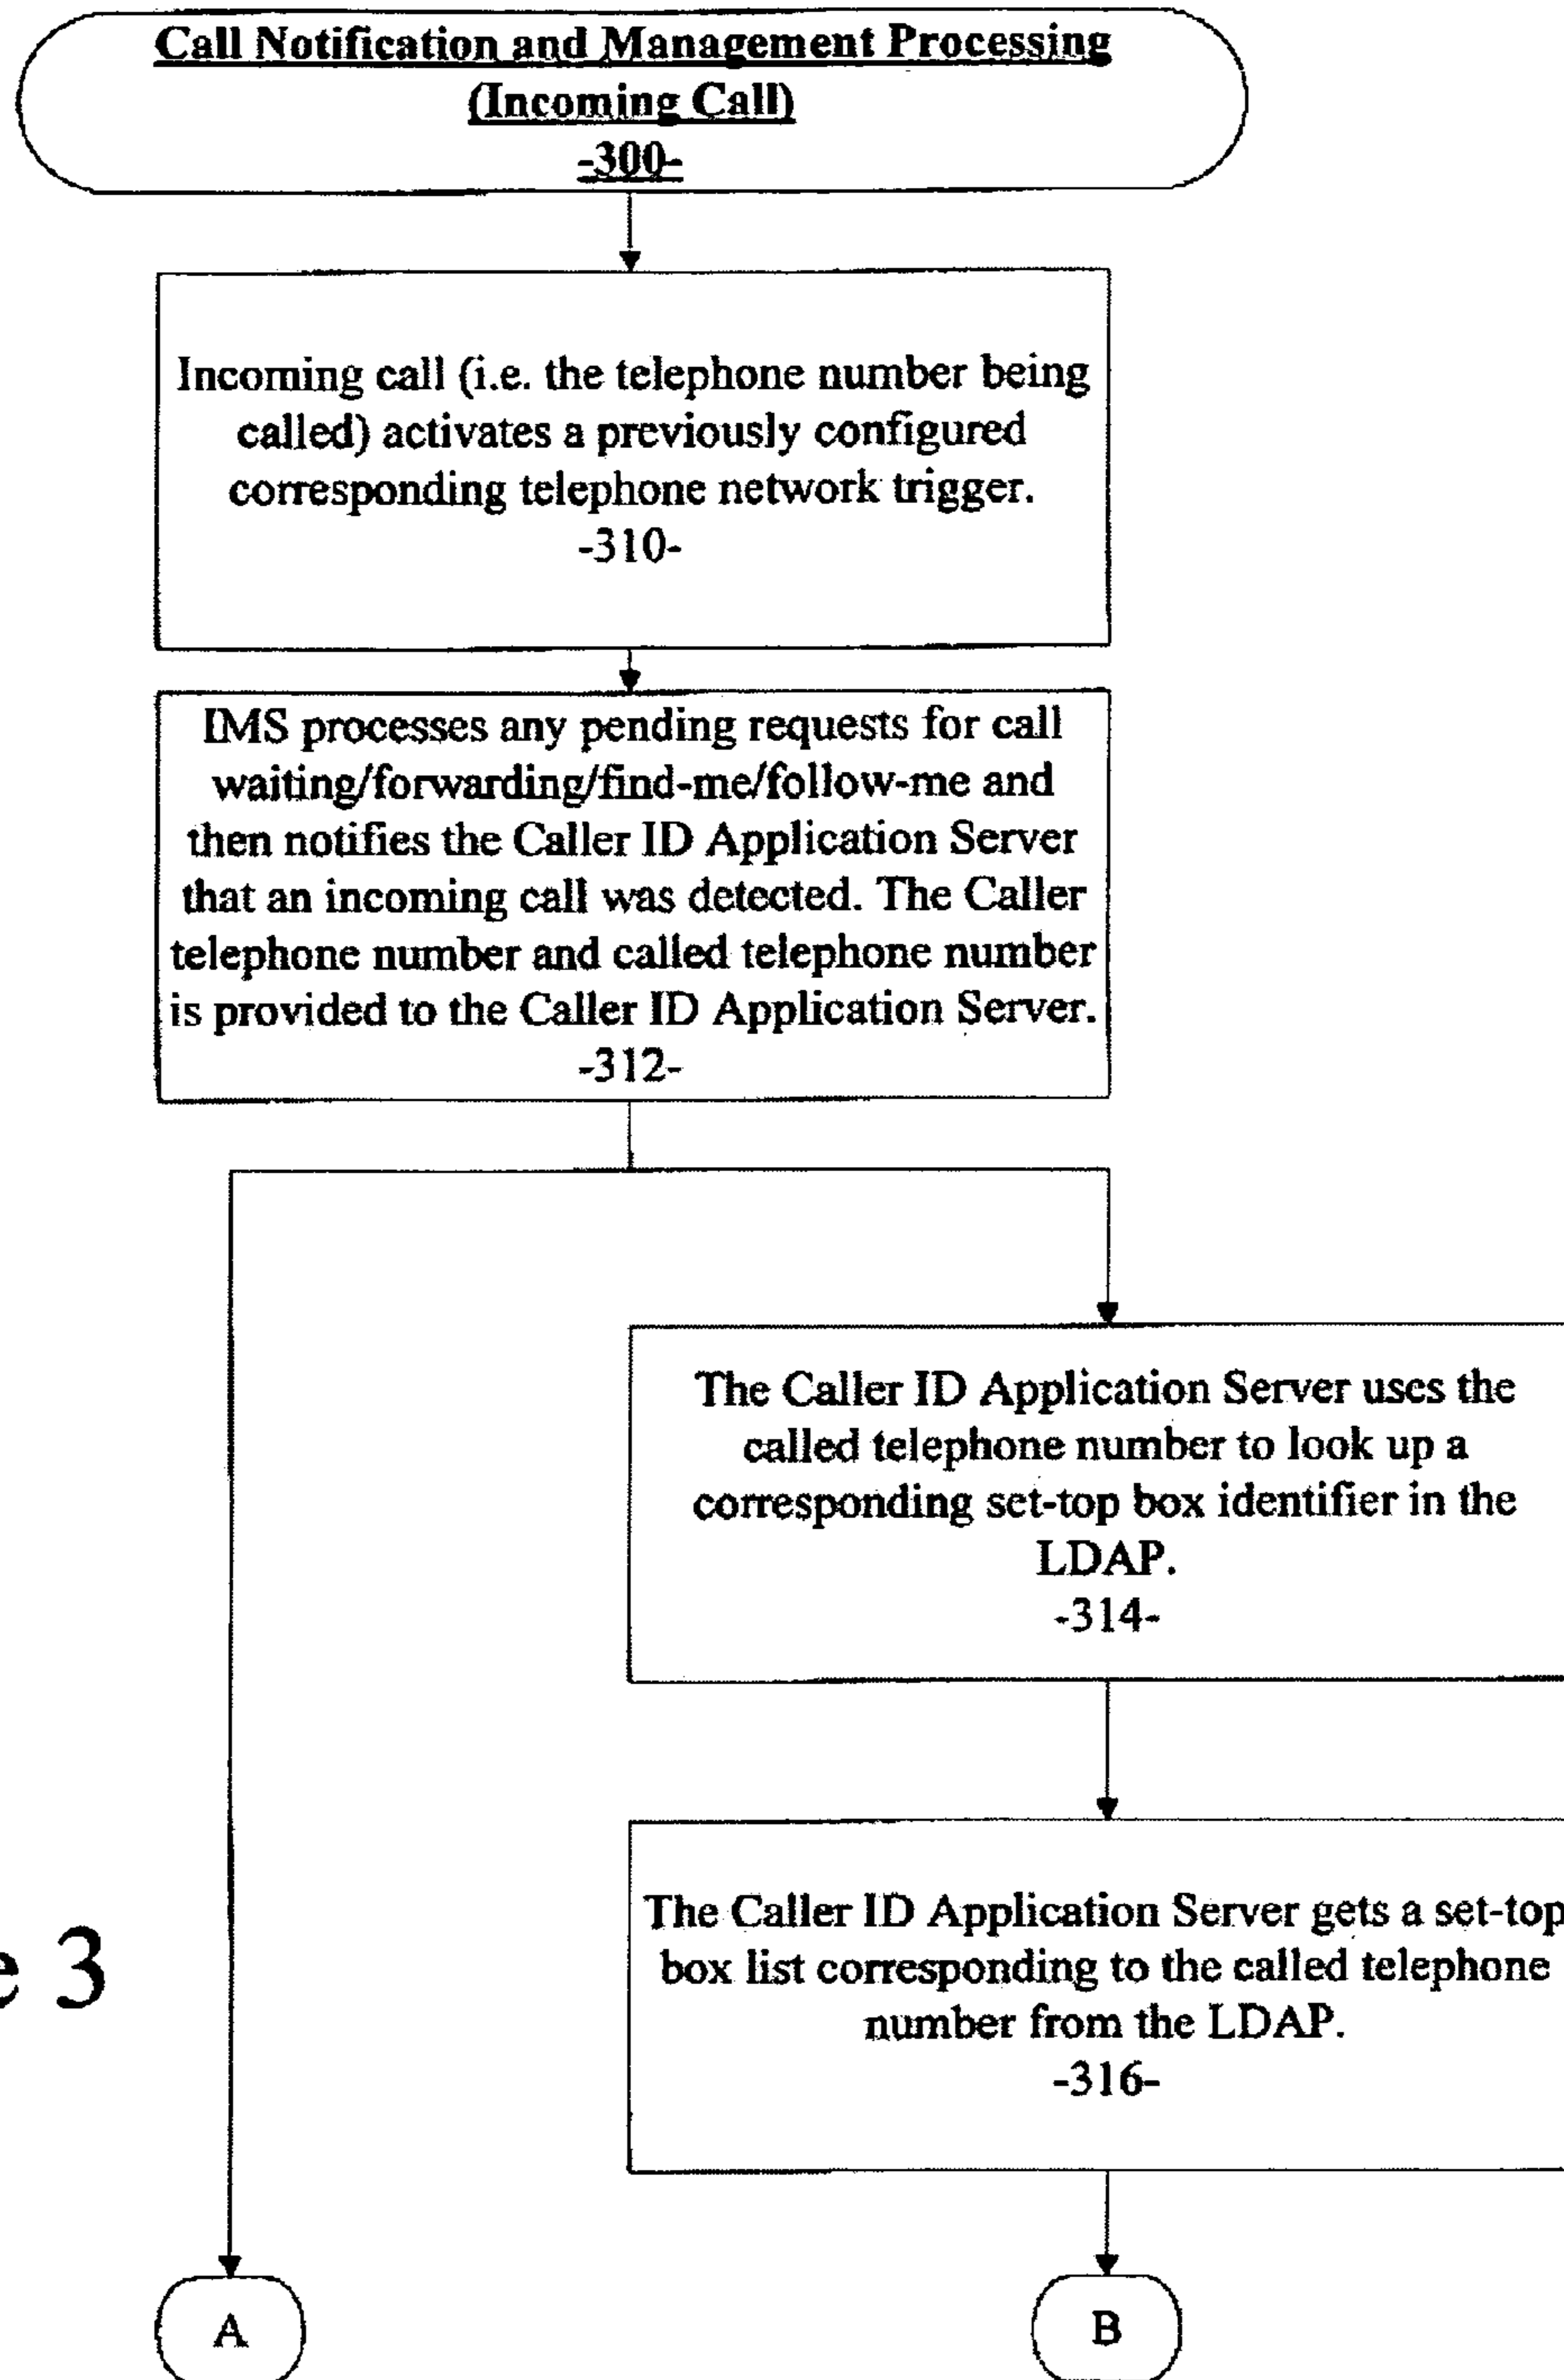 Call Notification and Management Processing
(Incoming Call)
-300-
Incoming call (i.e. the telephone number being
called) activates a previously configured
corresponding telephone network trigger.
-310-
IMS processes any pending requests for call
waiting/forwarding/find-me/follow-me and
then notifies the Caller ID Application Server
that an incoming call was detected. The Caller
telephone number and called telephone number
is provided to the Caller ID Application Server.
-312-
The Caller ID Application Server uses the
called telephone number to look up a
corresponding set-top box identifier in the
LDAP.
-314-
The Caller ID Application Server gets a set-top
box list corresponding to the called telephone
number from the LDAP.
-316-
e 3
A
B